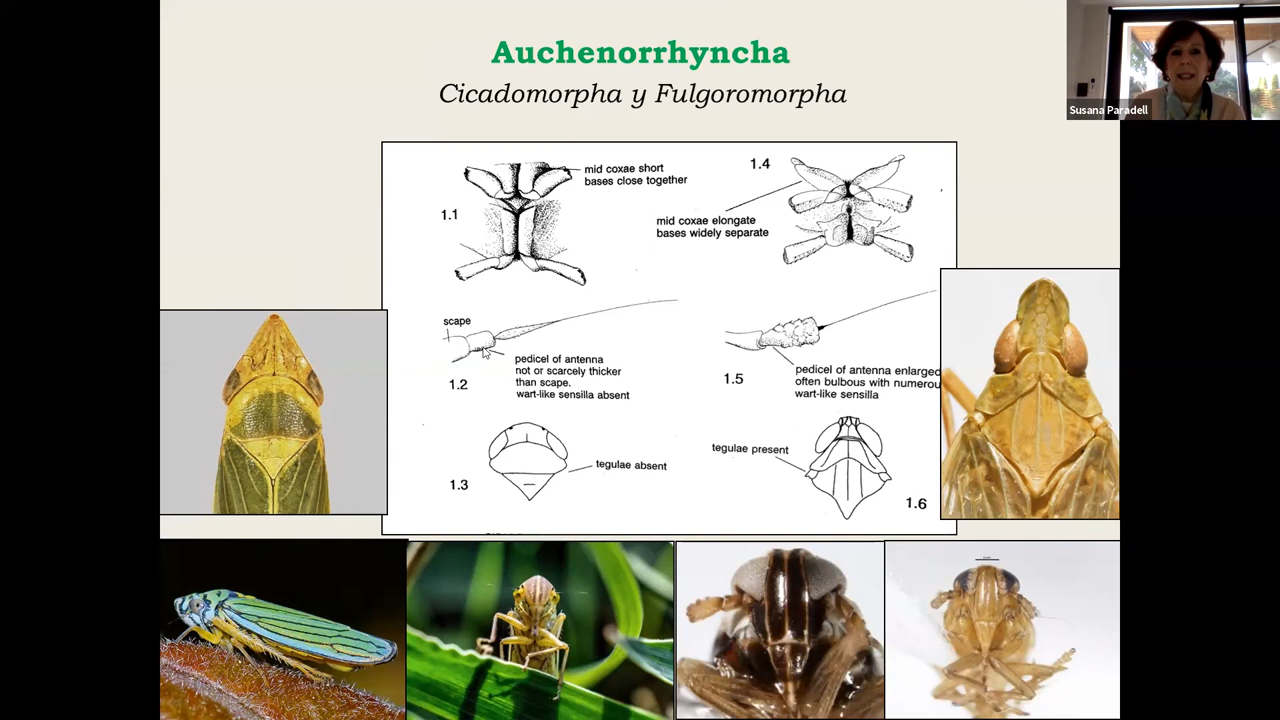 Auchenorrhyncha
Cicadomorpha y Fulgoromorpha
Susana Paradell
1.1
mid coxae short
bases close together
1.4
mid coxae elongate
bases widely separate
scape
1.2
pedicel of antenna
not or scarcely thicker
than scape.
wart-like sensilla absent
1.5
pedicel of antenna enlarged
often bulbous with numerou
wart-like sensilla
1.3
tegulae absent
tegulae present
1.6